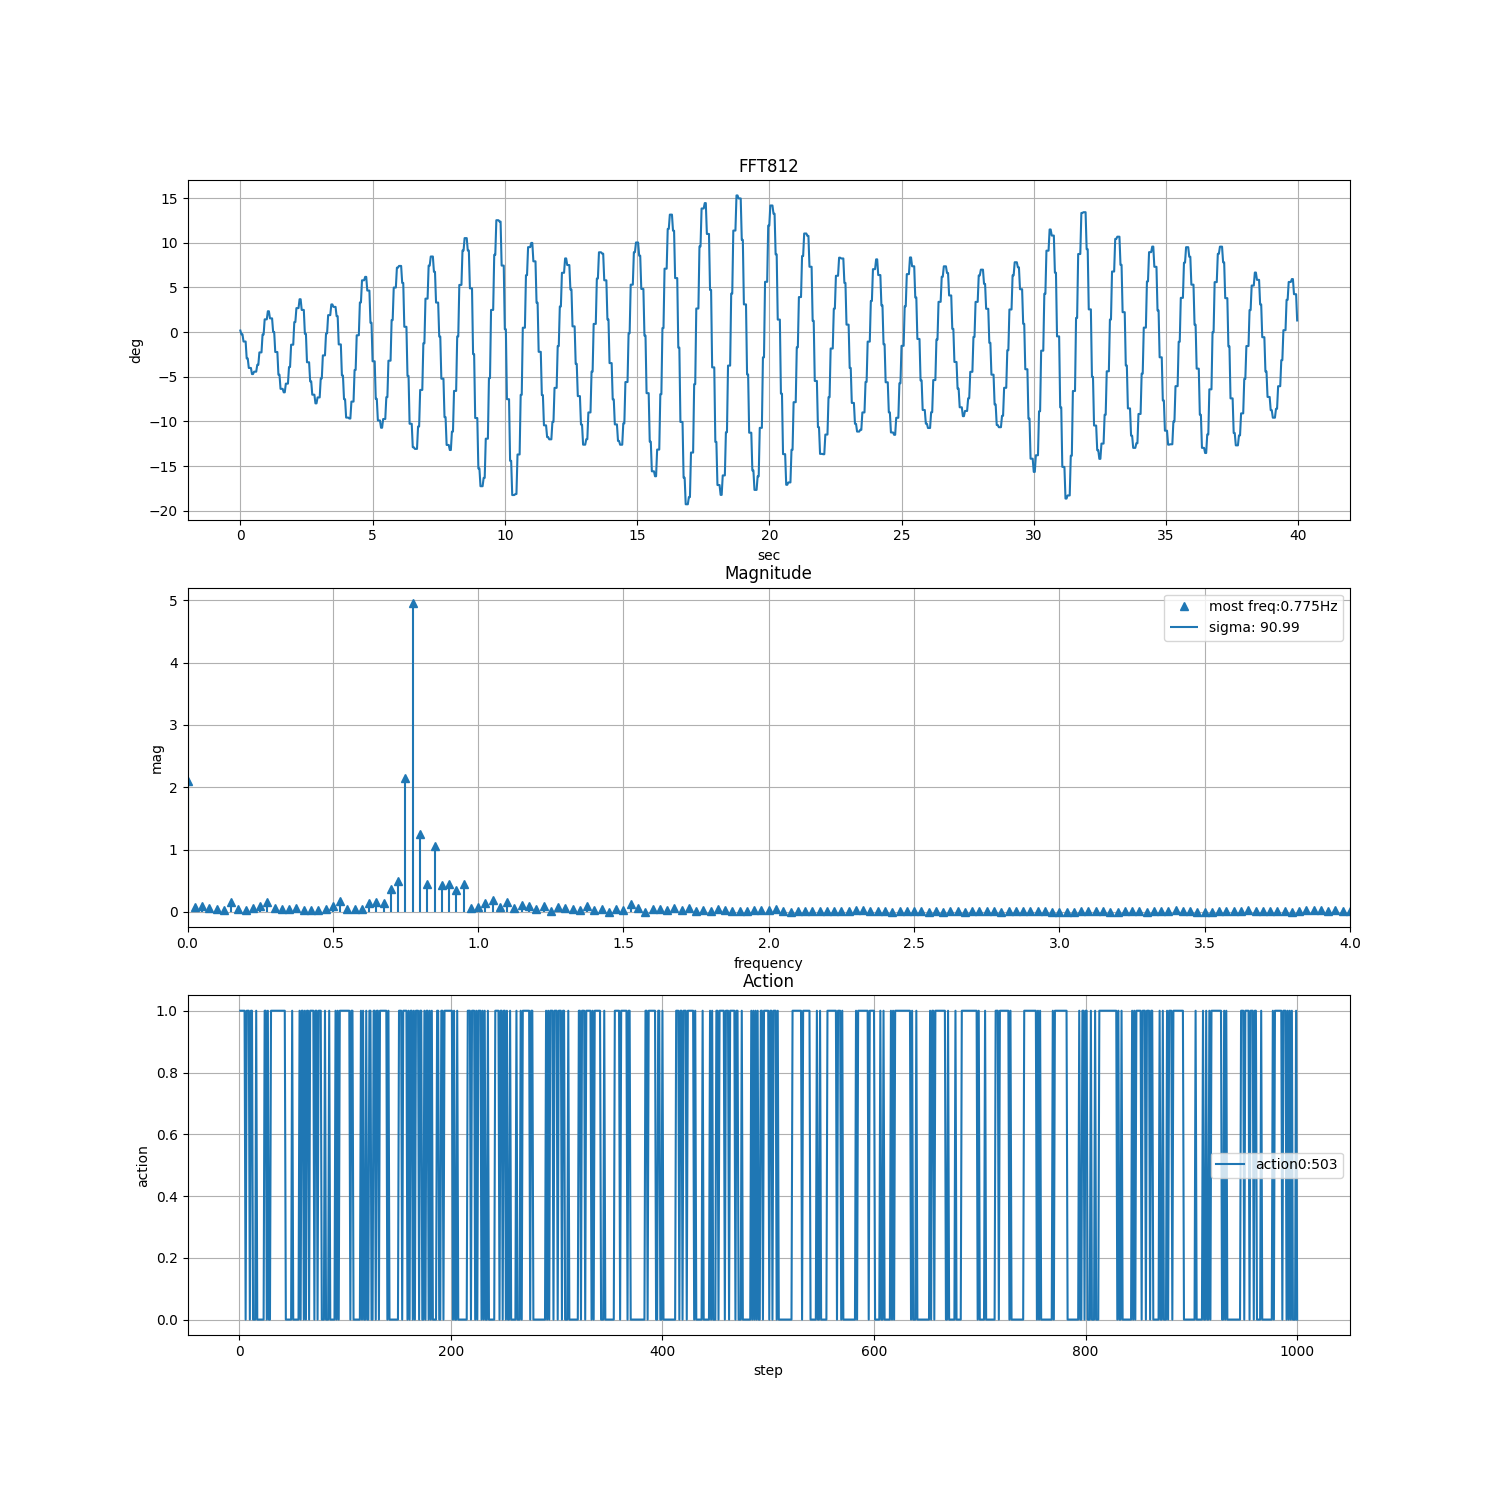 FFT812
15
10
5
0
−5
−10
−15
−20
deg
0 5 10 15 20 25 30 35 40
sec
Magnitude
5
4
3
2
1
0
mag
most freq:0.775Hz
sigma: 90.99
0.0 0.5 1.0 1.5 2.0 2.5 3.0 3.5 4.0
frequency
Action
1.0
0.8
0.6
0.4
0.2
0.0
action
action0:503
0 200 400 600 800 1000
step